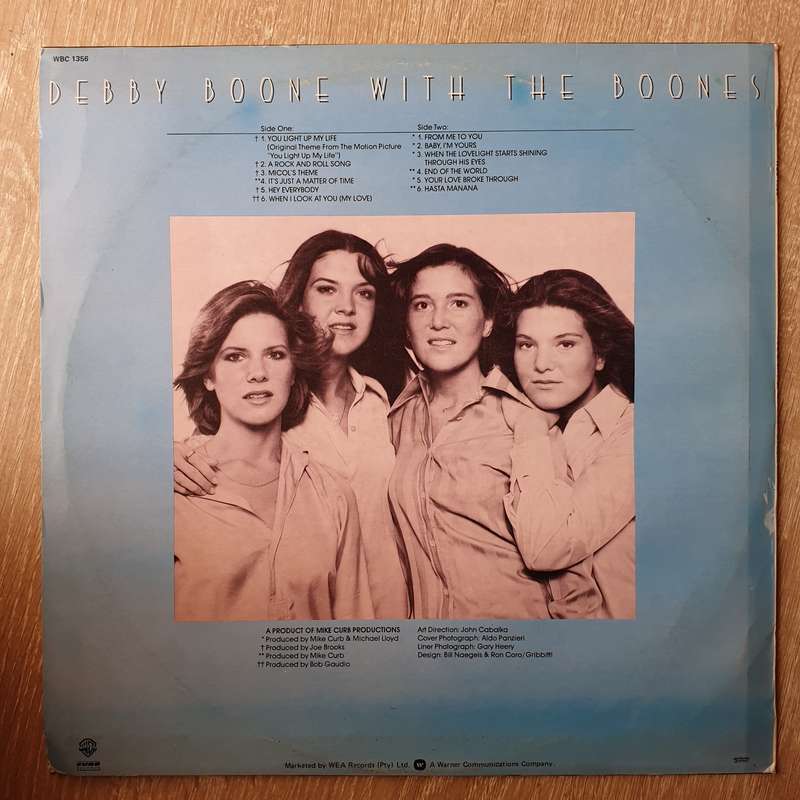 WBC 1356
DEBBY BOONE WITH THE BOONES
Side One:
† 1. YOU LIGHT UP MY LIFE
(Original Theme From The Motion Picture
"You Light Up My Life")
† 2. A ROCK AND ROLL SONG
† 3. MICOL'S THEME
**4. IT'S JUST A MATTER OF TIME
† 5. HEY EVERYBODY
†† 6. WHEN I LOOK AT YOU (MY LOVE)
Side Two:
* 1. FROM ME TO YOU
* 2. BABY, I'M YOURS
* 3. WHEN THE LOVELIGHT STARTS SHINING
THROUGH HIS EYES
** 4. END OF THE WORLD
* 5. YOUR LOVE BROKE THROUGH
** 6. HASTA MANANA
A PRODUCT OF MIKE CURB PRODUCTIONS
* Produced by Mike Curb & Michael Lloyd
† Produced by Joe Brooks
** Produced by Mike Curb
†† Produced by Bob Gaudio
Art Direction: John Cabalka
Cover Photograph: Aldo Panzieri
Liner Photograph: Gary Heery
Design: Bill Naegels & Ron Coro/Gribbitt!
CURB
Marketed by WEA Records (Pty) Ltd. A Warner Communications Company.